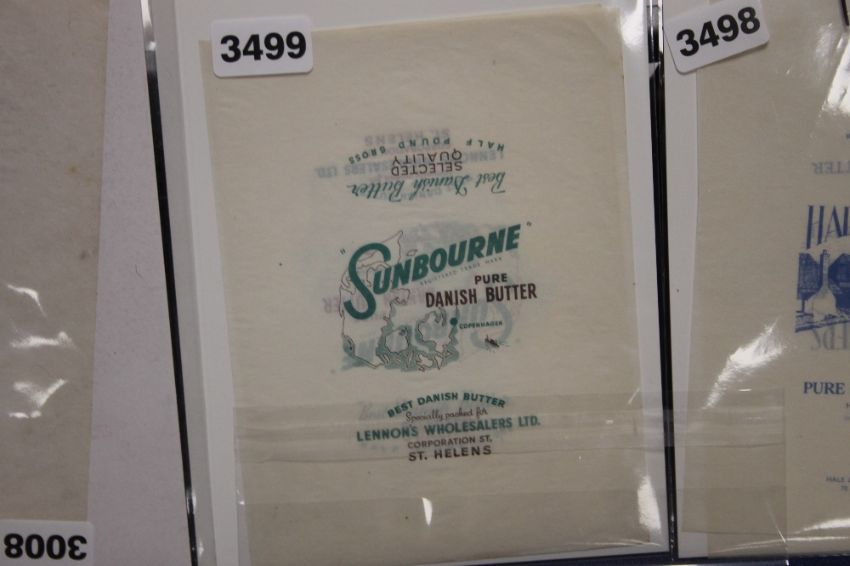 3499
3498
HALF POUND GROSS
SELECTED
QUALITY
Best Danish Butter
"SUNBOURNE"
REGISTERED TRADE MARK
PURE
DANISH BUTTER
COPENHAGEN
BEST DANISH BUTTER
Specially packed for
LENNON'S WHOLESALERS LTD.
CORPORATION ST.
ST. HELENS
PURE
3008